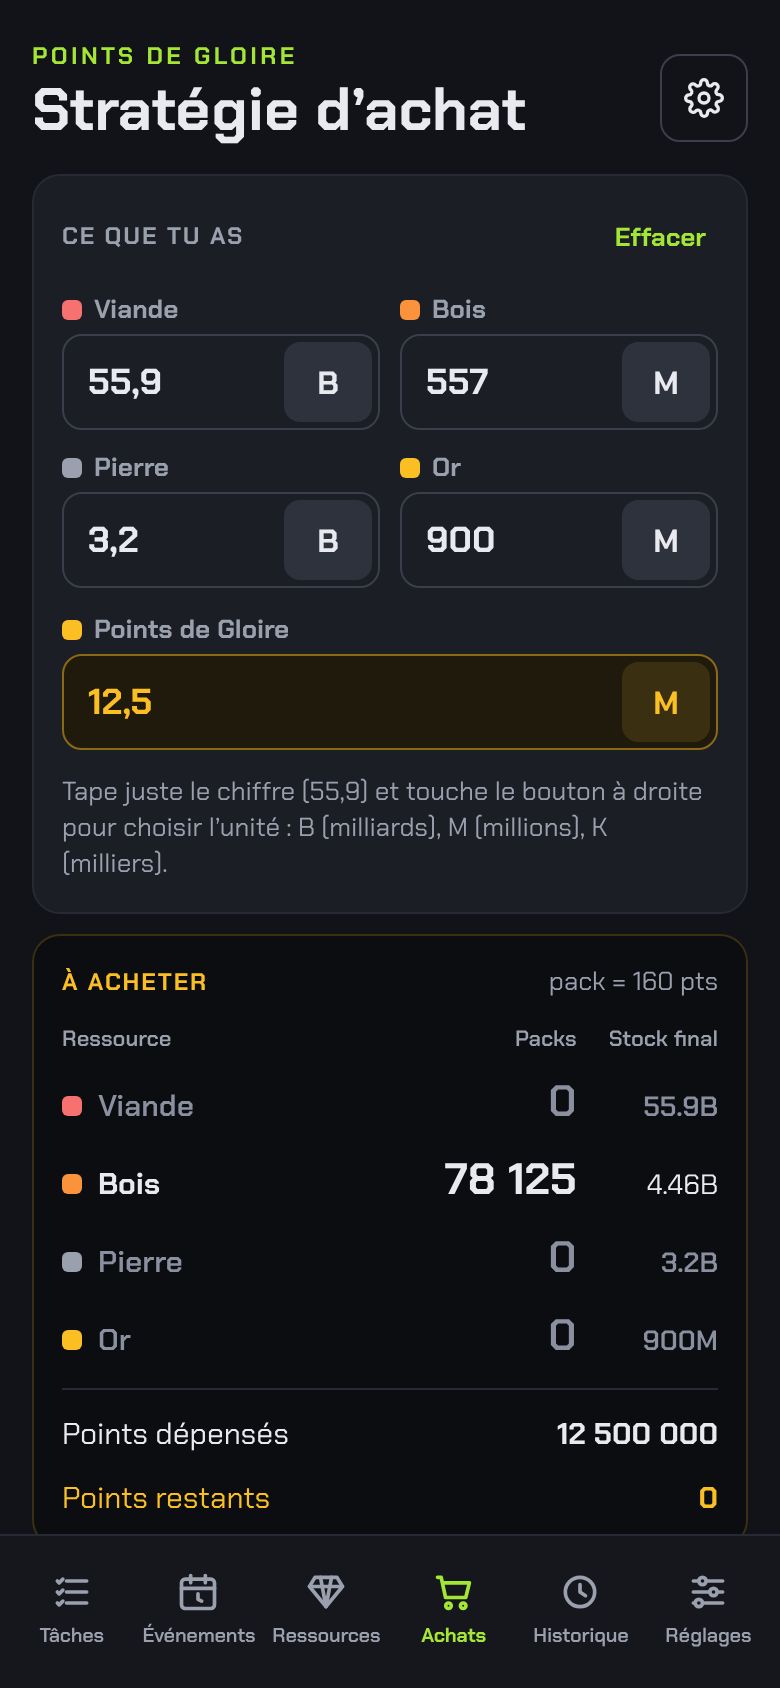 POINTS DE GLOIRE
Stratégie d’achat
CE QUE TU AS
Effacer
Viande
Bois
55,9 B
557 M
Pierre
Or
3,2 B
900 M
Points de Gloire
12,5 M
Tape juste le chiffre (55,9) et touche le bouton à droite
pour choisir l’unité : B (milliards), M (millions), K
(milliers).
À ACHETER
pack = 160 pts
Ressource Packs Stock final
Viande 0 55.9B
Bois 78 125 4.46B
Pierre 0 3.2B
Or 0 900M
Points dépensés 12 500 000
Points restants 0
Tâches Événements Ressources Achats Historique Réglages